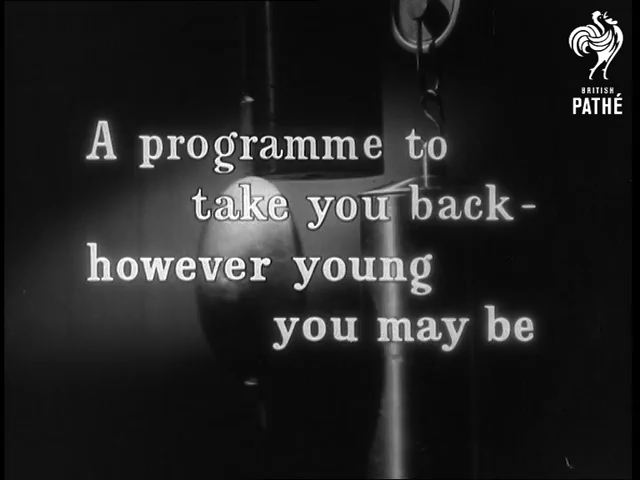 BRITISH
PATHÉ
A programme to
take you back-
however young
you may be